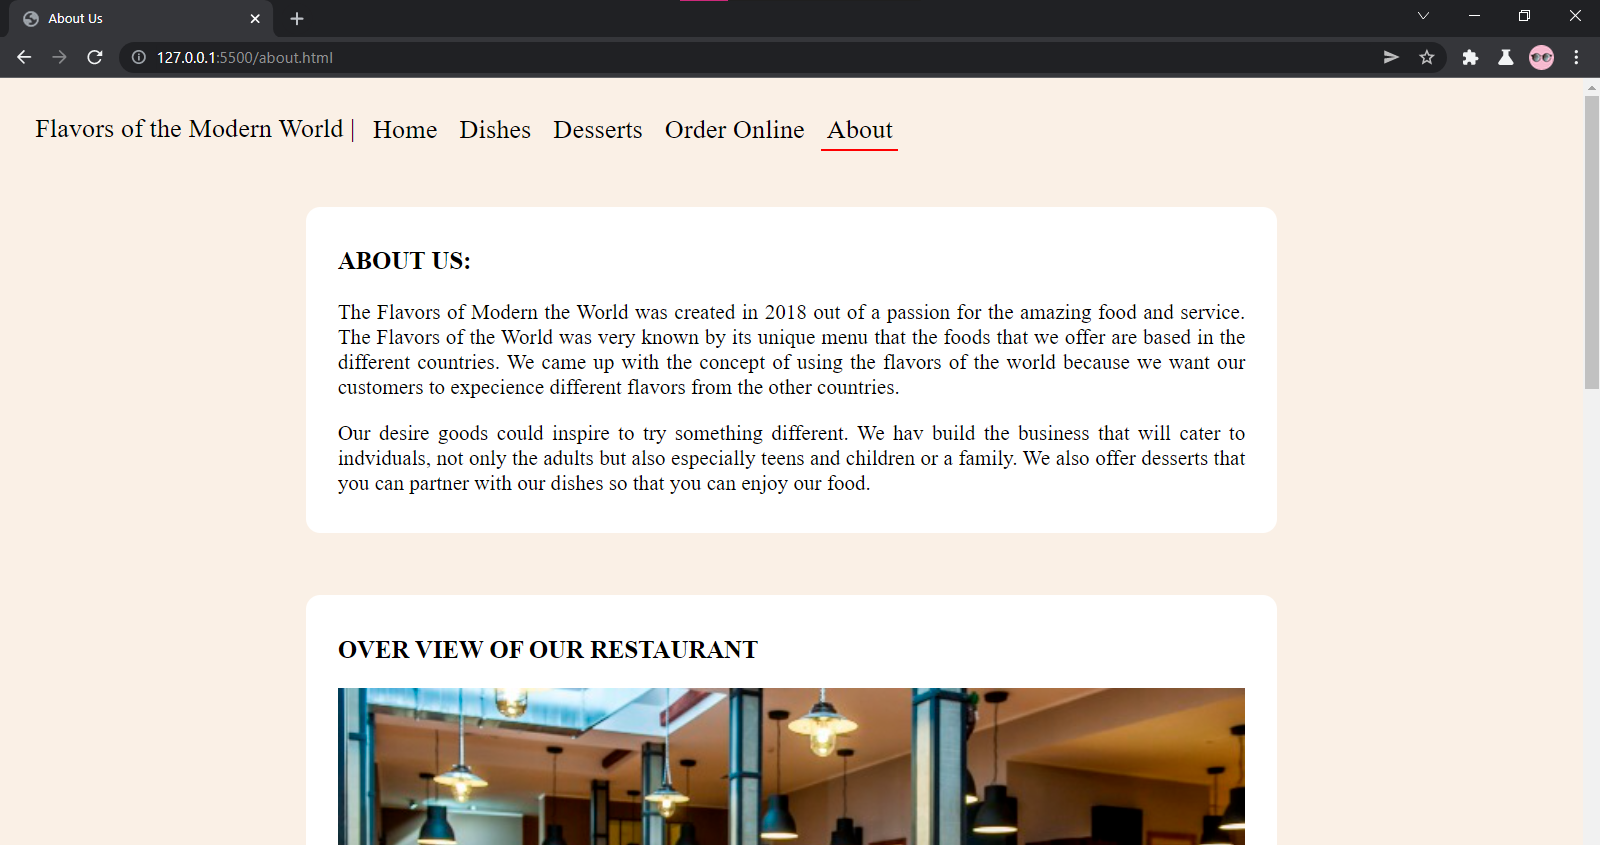 About Us
127.0.0.1:5500/about.html
Flavors of the Modern World | Home Dishes Desserts Order Online About
ABOUT US:
The Flavors of Modern the World was created in 2018 out of a passion for the amazing food and service.
The Flavors of the World was very known by its unique menu that the foods that we offer are based in the
different countries. We came up with the concept of using the flavors of the world because we want our
customers to expecience different flavors from the other countries.
Our desire goods could inspire to try something different. We hav build the business that will cater to
indviduals, not only the adults but also especially teens and children or a family. We also offer desserts that
you can partner with our dishes so that you can enjoy our food.
OVER VIEW OF OUR RESTAURANT